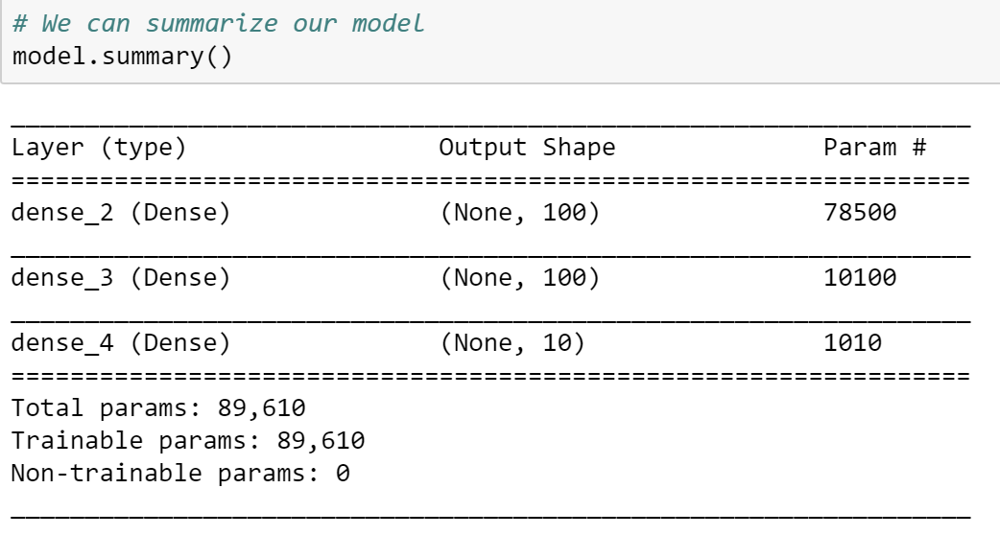 # We can summarize our model
model.summary()
_________________________________________________________________
Layer (type)                 Output Shape              Param #
=================================================================
dense_2 (Dense)              (None, 100)               78500
_________________________________________________________________
dense_3 (Dense)              (None, 100)               10100
_________________________________________________________________
dense_4 (Dense)              (None, 10)                1010
=================================================================
Total params: 89,610
Trainable params: 89,610
Non-trainable params: 0
_________________________________________________________________